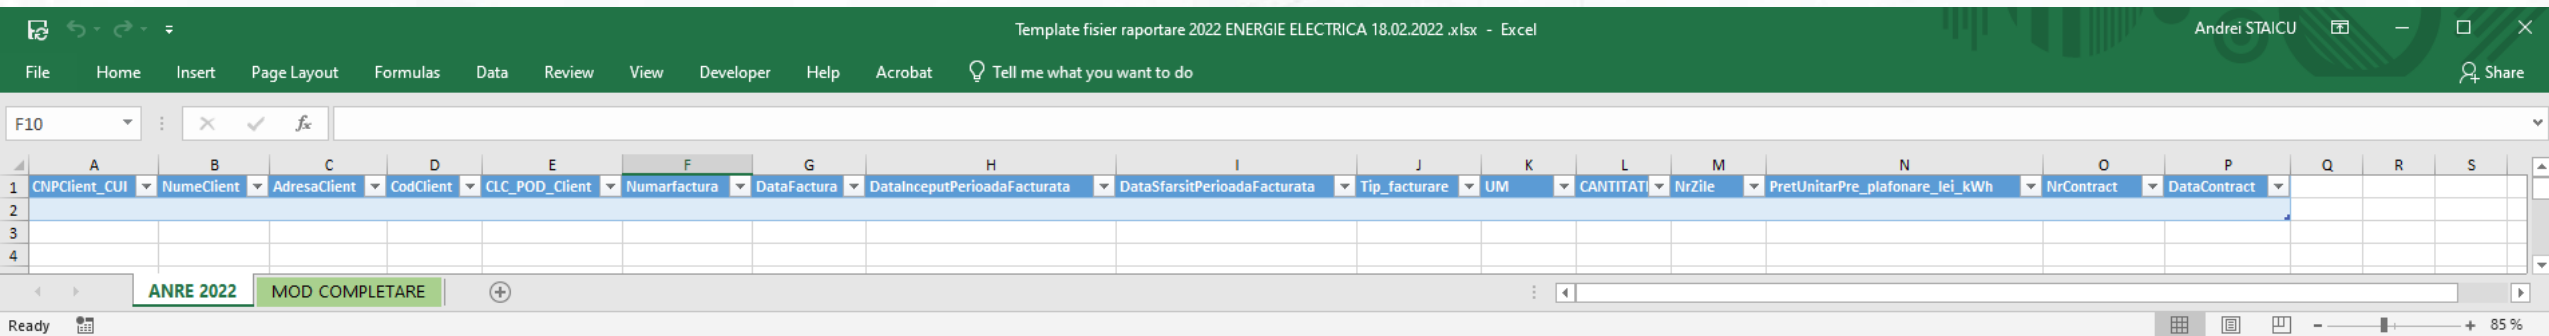 Template fisier raportare 2022 ENERGIE ELECTRICA 18.02.2022 .xlsx - Excel
Andrei STAICU
File Home Insert Page Layout Formulas Data Review View Developer Help Acrobat Tell me what you want to do Share
F10 fx
A B C D E F G H I J K L M N O P Q R S
1 CNPClient_CUI NumeClient AdresaClient CodClient CLC_POD_Client Numarfactura DataFactura DataInceputPerioadaFacturata DataSfarsitPerioadaFacturata Tip_facturare UM CANTITATI NrZile PretUnitarPre_plafonare_lei_kWh NrContract DataContract
2
3
4
ANRE 2022 MOD COMPLETARE
Ready 85 %